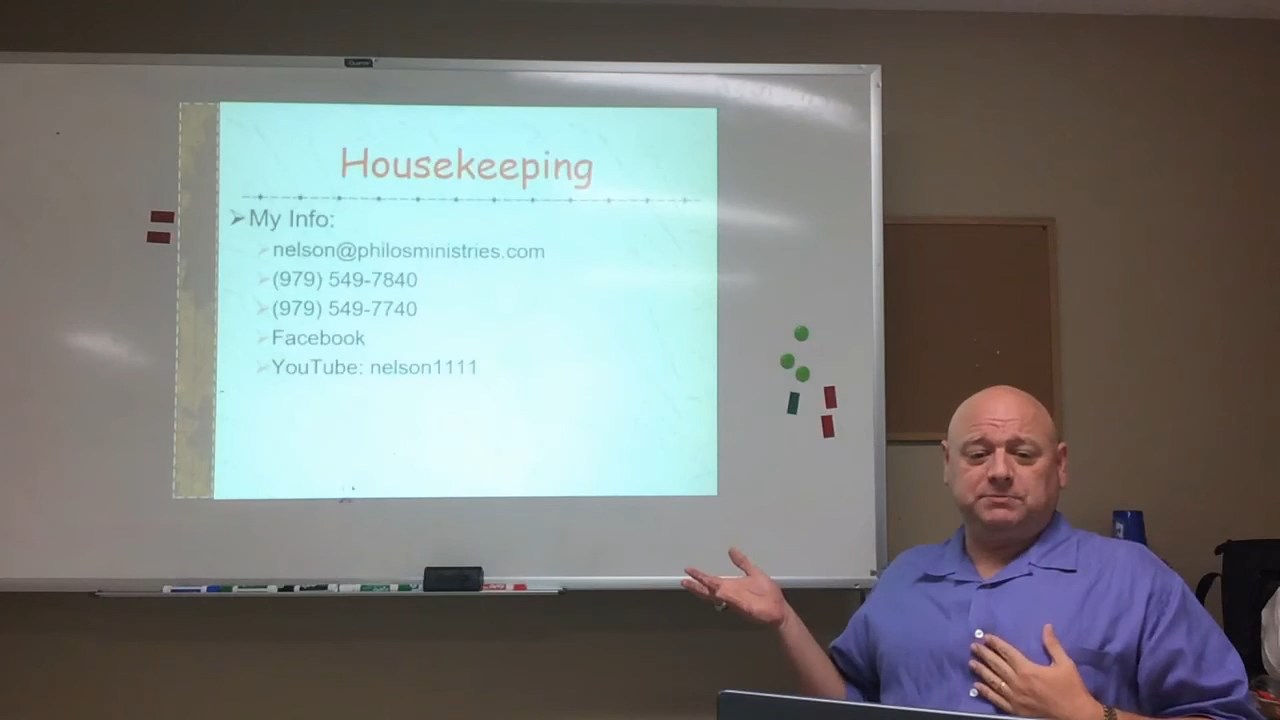 Housekeeping
My Info:
nelson@philosministries.com
(979) 549-7840
(979) 549-7740
Facebook
YouTube: nelson1111